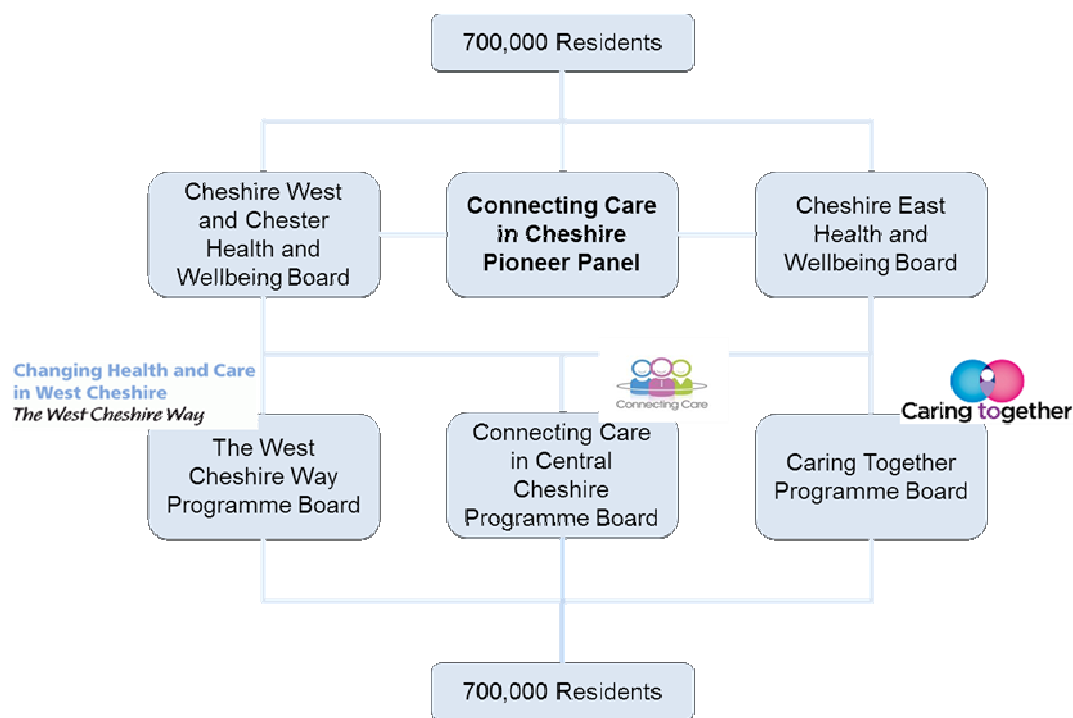 700,000 Residents
Cheshire West
and Chester
Health and
Wellbeing Board
Connecting Care
in Cheshire
Pioneer Panel
Cheshire East
Health and
Wellbeing Board
Changing Health and Care
in West Cheshire
The West Cheshire Way
Connecting Care
Caring together
The West
Cheshire Way
Programme Board
Connecting Care
in Central
Cheshire
Programme Board
Caring Together
Programme Board
700,000 Residents